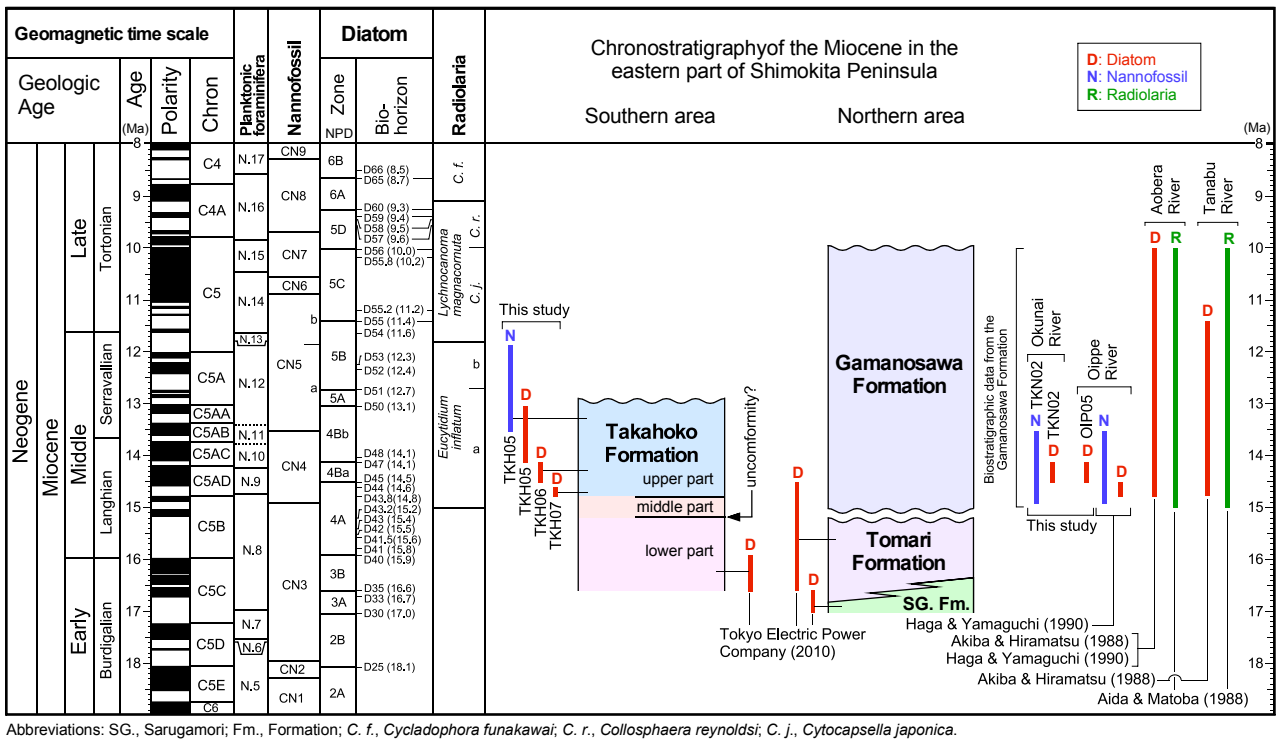 Geomagnetic time scale
Geologic
Age
Age
(Ma)
Polarity
Chron
Planktonic
foraminifera
Nannofossil
Diatom
Zone
NPD
Bio-
horizon
Radiolaria
Chronostratigraphyof the Miocene in the
eastern part of Shimokita Peninsula
Southern area
Northern area
D: Diatom
N: Nannofossil
R: Radiolaria
(Ma)
Neogene
Miocene
Late
Middle
Early
Tortonian
Serravallian
Langhian
Burdigalian
8
9
10
11
12
13
14
15
16
17
18
C4
C4A
C5
C5A
C5AA
C5AB
C5AC
C5AD
C5B
C5C
C5D
C5E
C6
N.17
N.16
N.15
N.14
N.13
N.12
N.11
N.10
N.9
N.8
N.7
N.6
N.5
CN9
CN8
CN7
CN6
b
CN5
a
CN4
CN3
CN2
CN1
6B
6A
5D
5C
5B
5A
4Bb
4Ba
4A
3B
3A
2B
2A
D66 (8.5)
D65 (8.7)
D60 (9.3)
D59 (9.4)
D58 (9.5)
D57 (9.6)
D56 (10.0)
D55.8 (10.2)
D55.2 (11.2)
D55 (11.4)
D54 (11.6)
D53 (12.3)
D52 (12.4)
D51 (12.7)
D50 (13.1)
D48 (14.1)
D47 (14.1)
D45 (14.5)
D44 (14.6)
D43.8(14.8)
D43.2(15.2)
D43 (15.4)
D42 (15.5)
D41.5(15.6)
D41 (15.8)
D40 (15.9)
D35 (16.6)
D33 (16.7)
D30 (17.0)
D25 (18.1)
C. f.
Lychnocanoma
magnacornuta
C. r.
C. j.
Eucytidium
inflatum
b
a
This study
N
TKH05
D
TKH05
D
TKH06
D
TKH07
Takahoko
Formation
upper part
middle part
lower part
uncomformity?
D
D
D
Tokyo Electric Power
Company (2010)
Gamanosawa
Formation
Tomari
Formation
SG. Fm.
Biostratigraphic data from the
Gamanosawa Formation
Okunai
River
TKN02
TKN02
N
D
Oippe
River
OIP05
D
N
D
This study
Aobera
River
D
R
Tanabu
River
D
R
Haga & Yamaguchi (1990)
Akiba & Hiramatsu (1988)
Haga & Yamaguchi (1990)
Akiba & Hiramatsu (1988)
Aida & Matoba (1988)
8
9
10
11
12
13
14
15
16
17
18
Abbreviations: SG., Sarugamori; Fm., Formation; C. f., Cycladophora funakawai; C. r., Collosphaera reynoldsi; C. j., Cytocapsella japonica.